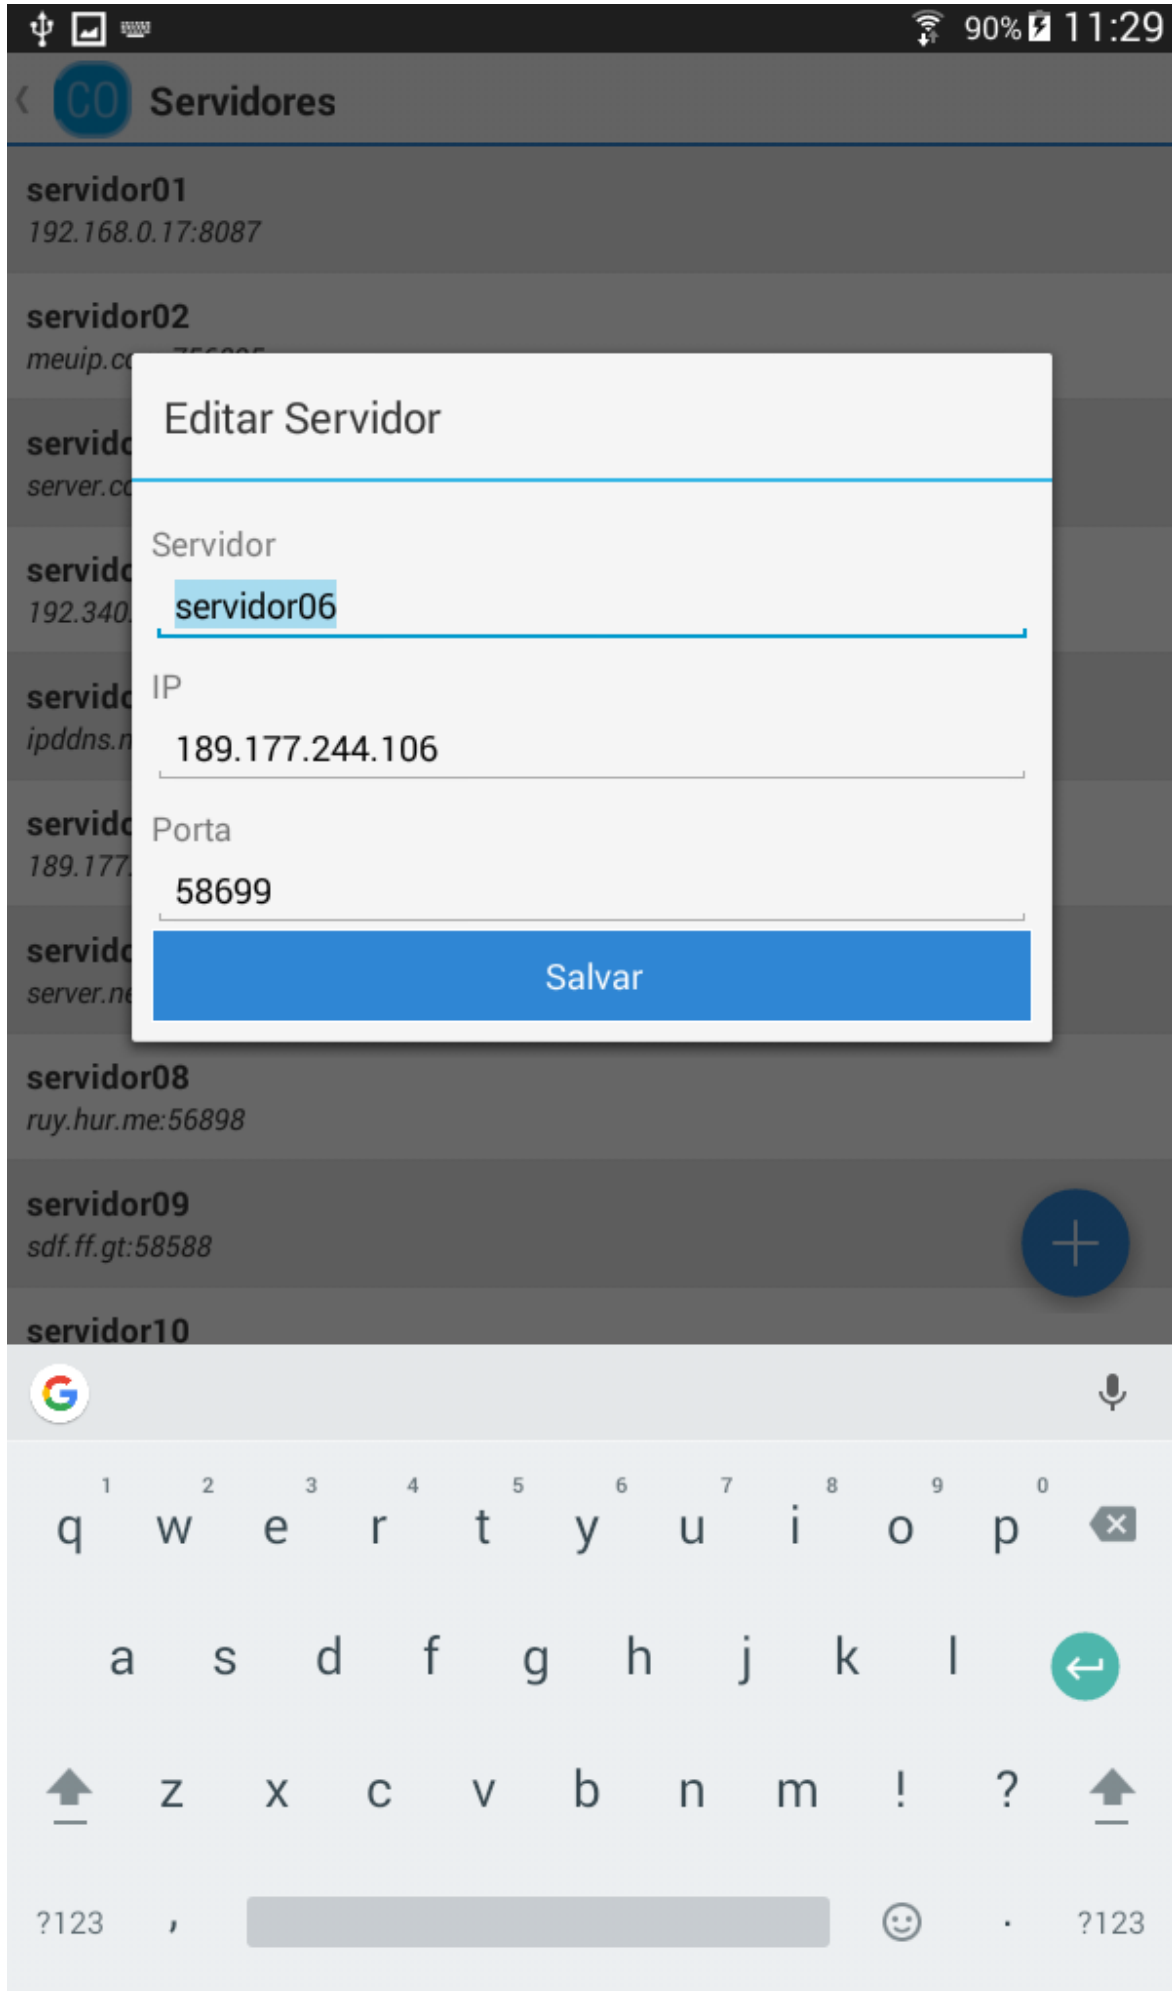 90% 11:29
CO Servidores
servidor01
192.168.0.17:8087
servidor02
Editar Servidor
Servidor
servidor06
IP
189.177.244.106
Porta
58699
Salvar
servidor08
ruy.hur.me:56898
servidor09
sdf.ff.gt:58588
servidor10
1 2 3 4 5 6 7 8 9 0
q w e r t y u i o p
a s d f g h j k l
z x c v b n m ! ?
?123 , . ?123